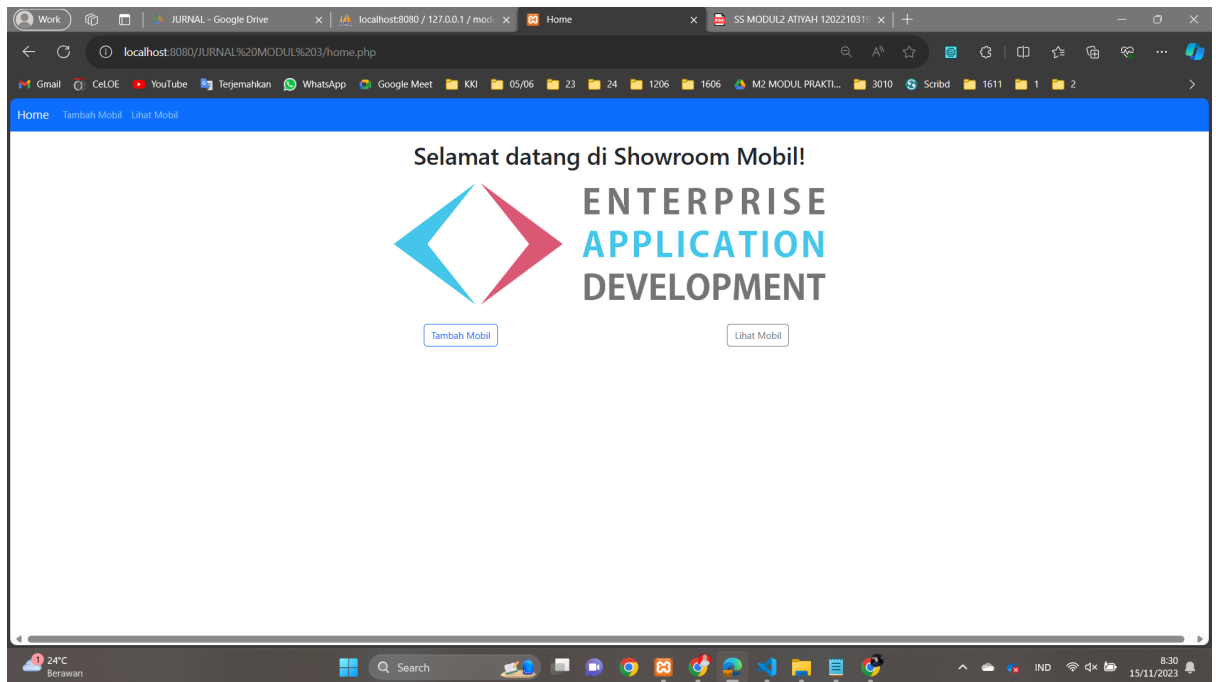 Work
JURNAL - Google Drive
localhost:8080 / 127.0.0.1 / mod
Home
SS MODUL2 ATIYAH 1202210315
localhost:8080/JURNAL%20MODUL%203/home.php
Gmail
CeLOE
YouTube
Terjemahkan
WhatsApp
Google Meet
KKI
05/06
23
24
1206
1606
M2 MODUL PRAKTI...
3010
Scribd
1611
1
2
Home Tambah Mobil Lihat Mobil
Selamat datang di Showroom Mobil!
ENTERPRISE
APPLICATION
DEVELOPMENT
Tambah Mobil
Lihat Mobil
1
24°C
Berawan
Search
IND
8:30
15/11/2023